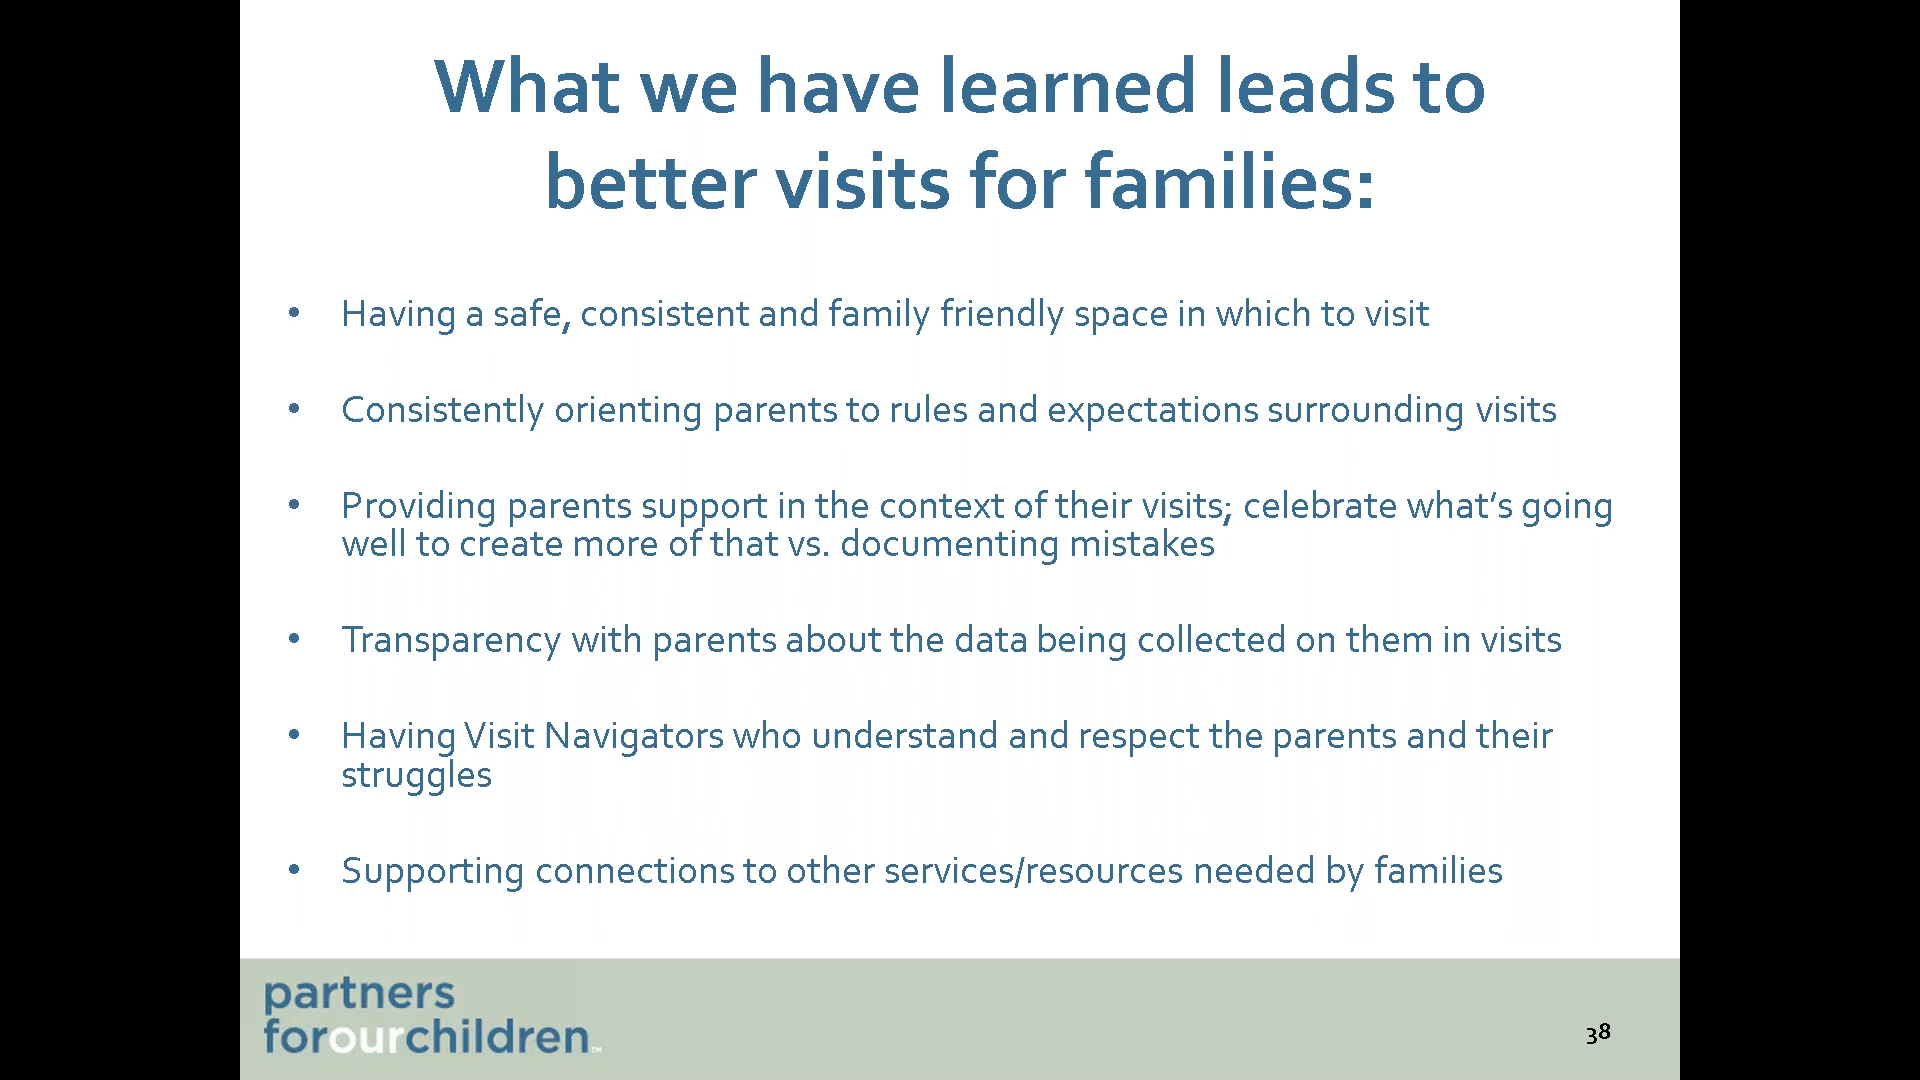 What we have learned leads to
better visits for families:
• Having a safe, consistent and family friendly space in which to visit
• Consistently orienting parents to rules and expectations surrounding visits
• Providing parents support in the context of their visits; celebrate what's going
well to create more of that vs. documenting mistakes
• Transparency with parents about the data being collected on them in visits
• Having Visit Navigators who understand and respect the parents and their
struggles
• Supporting connections to other services/resources needed by families
partners
forourchildren™
38